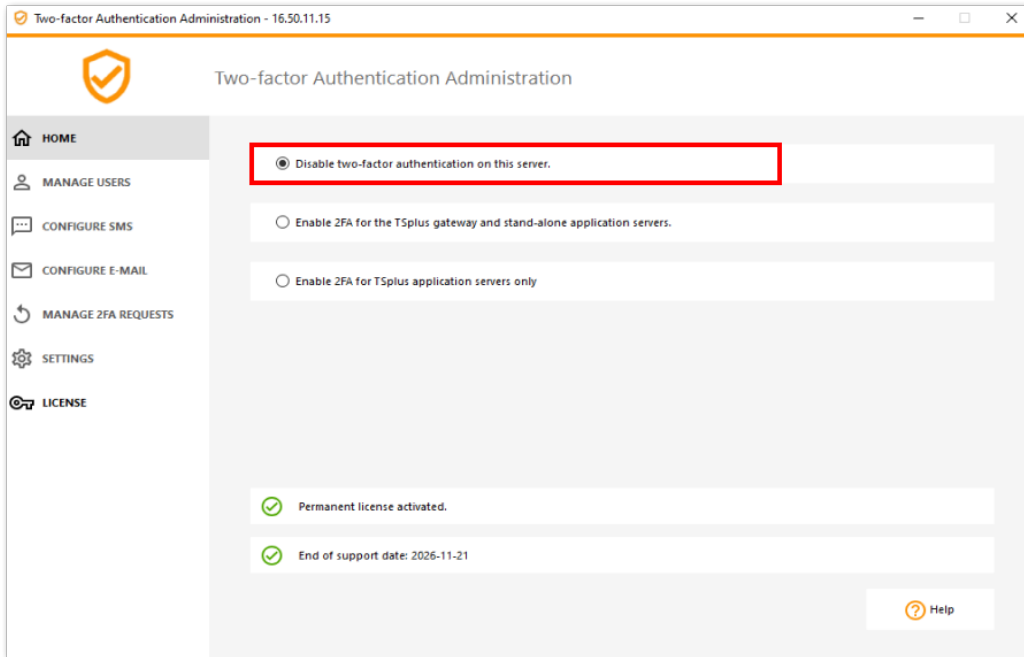 Two-factor Authentication Administration - 16.50.11.15
Two-factor Authentication Administration
HOME
MANAGE USERS
CONFIGURE SMS
CONFIGURE E-MAIL
MANAGE 2FA REQUESTS
SETTINGS
LICENSE
Disable two-factor authentication on this server.
Enable 2FA for the TSplus gateway and stand-alone application servers.
Enable 2FA for TSplus application servers only
Permanent license activated.
End of support date: 2026-11-21
Help